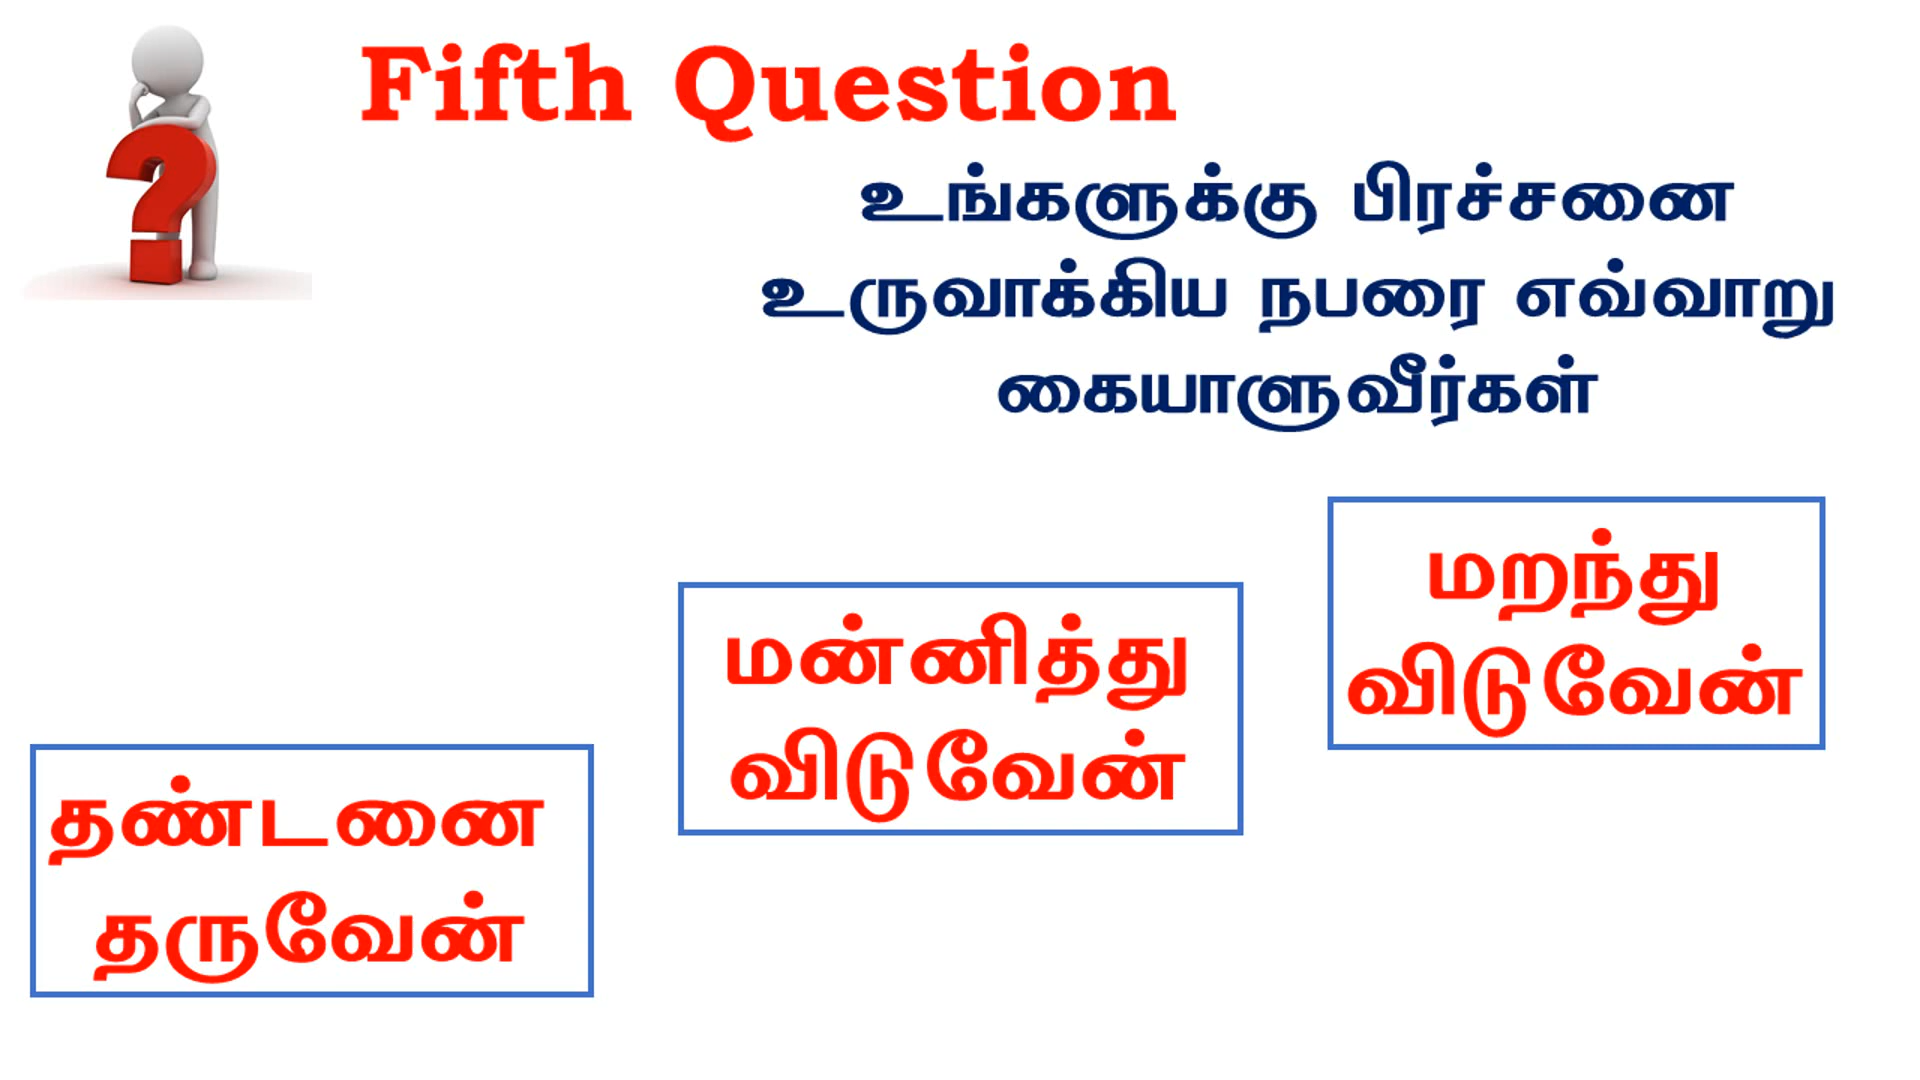 Fifth Question
உங்களுக்கு பிரச்சனை
உருவாக்கிய நபரை எவ்வாறு
கையாளுவீர்கள்
தண்டனை
தருவேன்
மன்னித்து
விடுவேன்
மறந்து
விடுவேன்